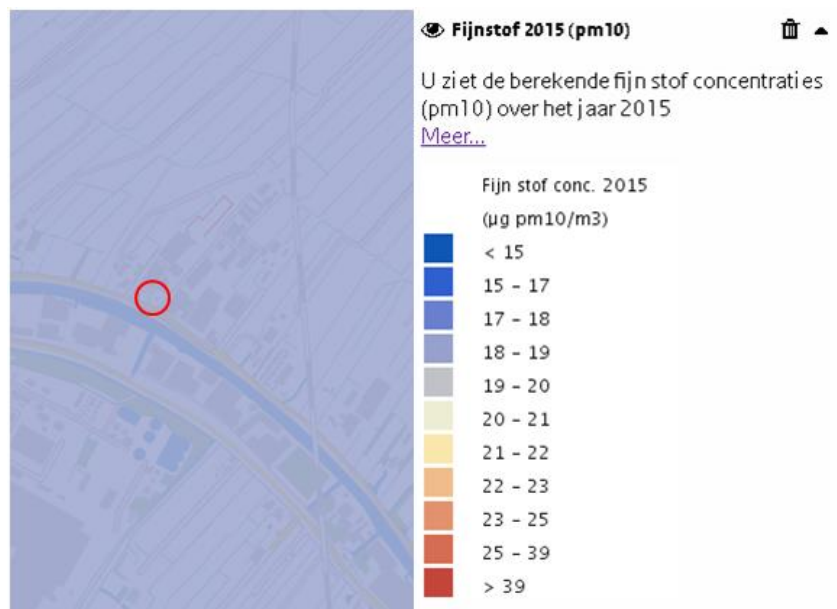 Fijnstof 2015 (pm10)
U ziet de berekende fijn stof concentraties
(pm10) over het jaar 2015
Meer...
Fijn stof conc. 2015
(µg pm10/m3)
< 15
15 – 17
17 – 18
18 – 19
19 – 20
20 – 21
21 – 22
22 – 23
23 – 25
25 – 39
> 39